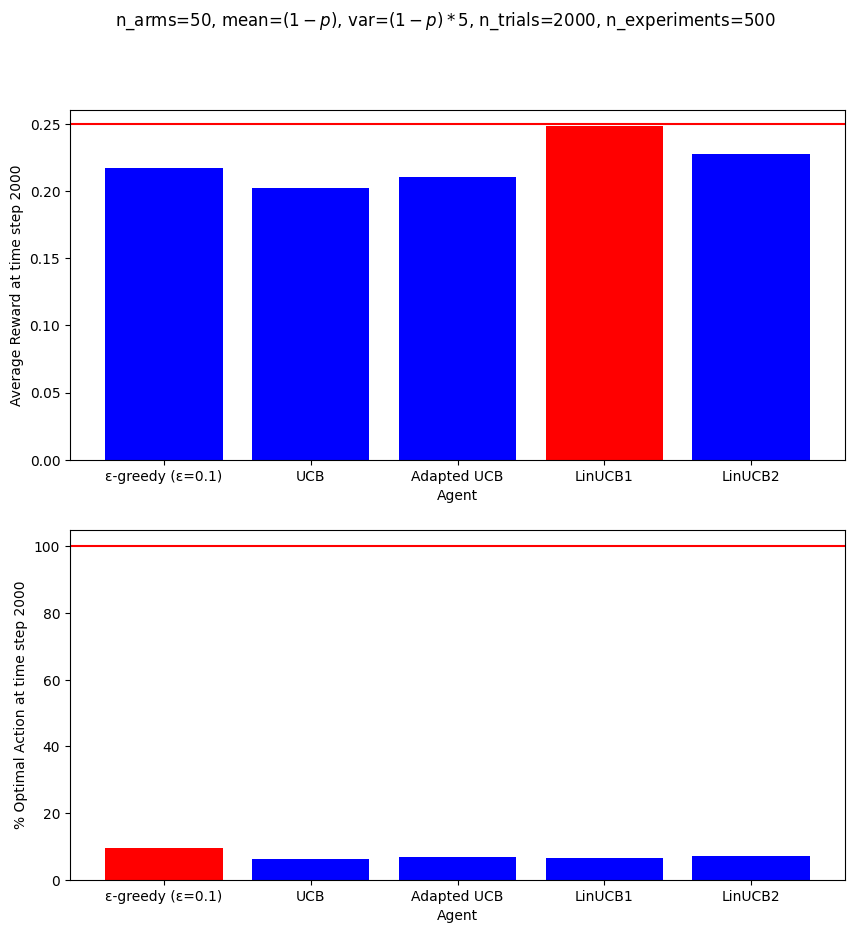 n_arms=50, mean=(1 − p), var=(1 − p) * 5, n_trials=2000, n_experiments=500
Average Reward at time step 2000
0.25
0.20
0.15
0.10
0.05
0.00
ε-greedy (ε=0.1) UCB Adapted UCB LinUCB1 LinUCB2
Agent
% Optimal Action at time step 2000
100
80
60
40
20
0
ε-greedy (ε=0.1) UCB Adapted UCB LinUCB1 LinUCB2
Agent